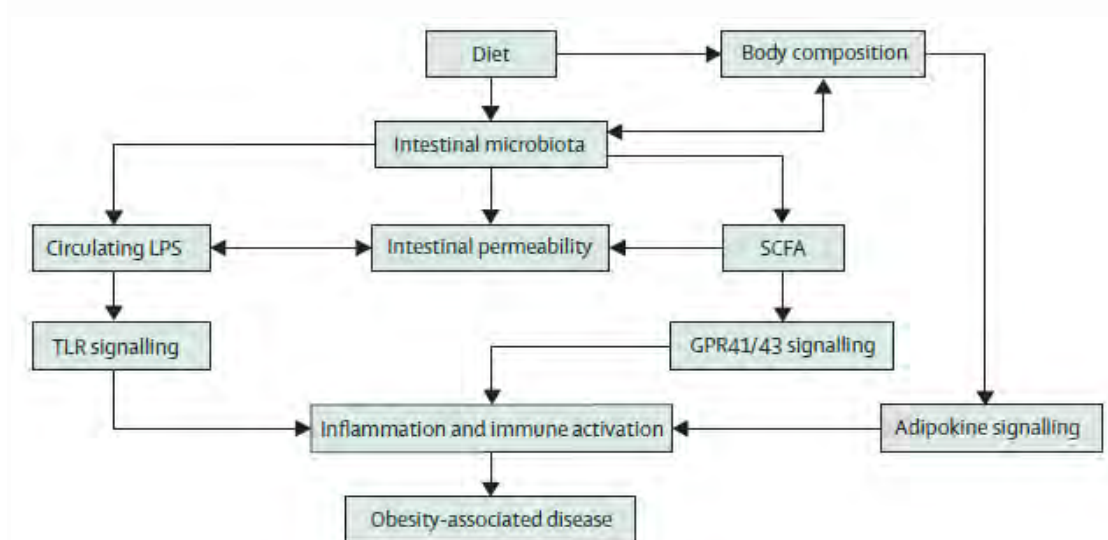 Diet
Body composition
Intestinal microbiota
Circulating LPS
Intestinal permeability
SCFA
TLR signalling
GPR41/43 signalling
Inflammation and immune activation
Adipokine signalling
Obesity-associated disease